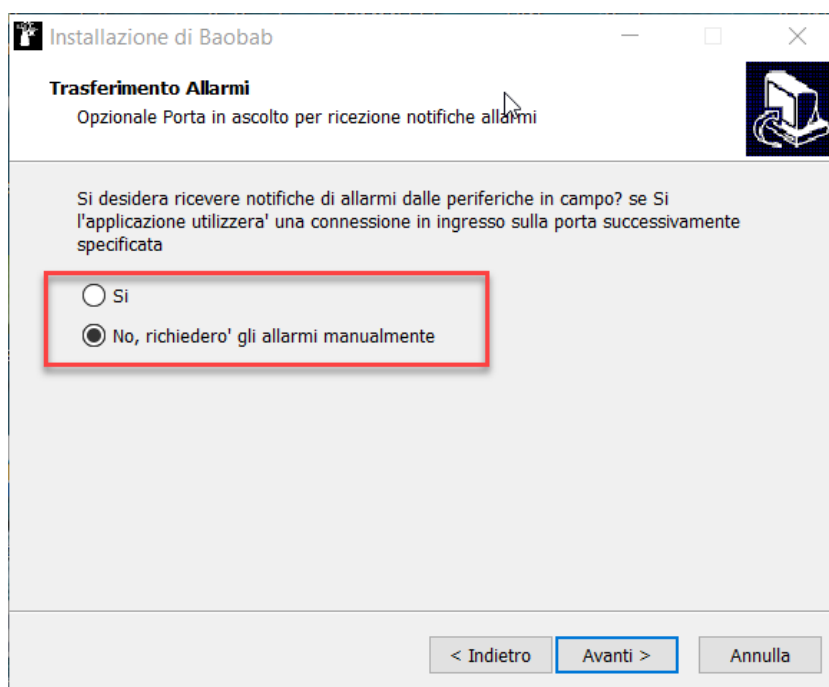 Installazione di Baobab
Trasferimento Allarmi
Opzionale Porta in ascolto per ricezione notifiche allarmi
Si desidera ricevere notifiche di allarmi dalle periferiche in campo? se Si
l'applicazione utilizzera' una connessione in ingresso sulla porta successivamente
specificata
Si
No, richiedero' gli allarmi manualmente
< Indietro
Avanti >
Annulla